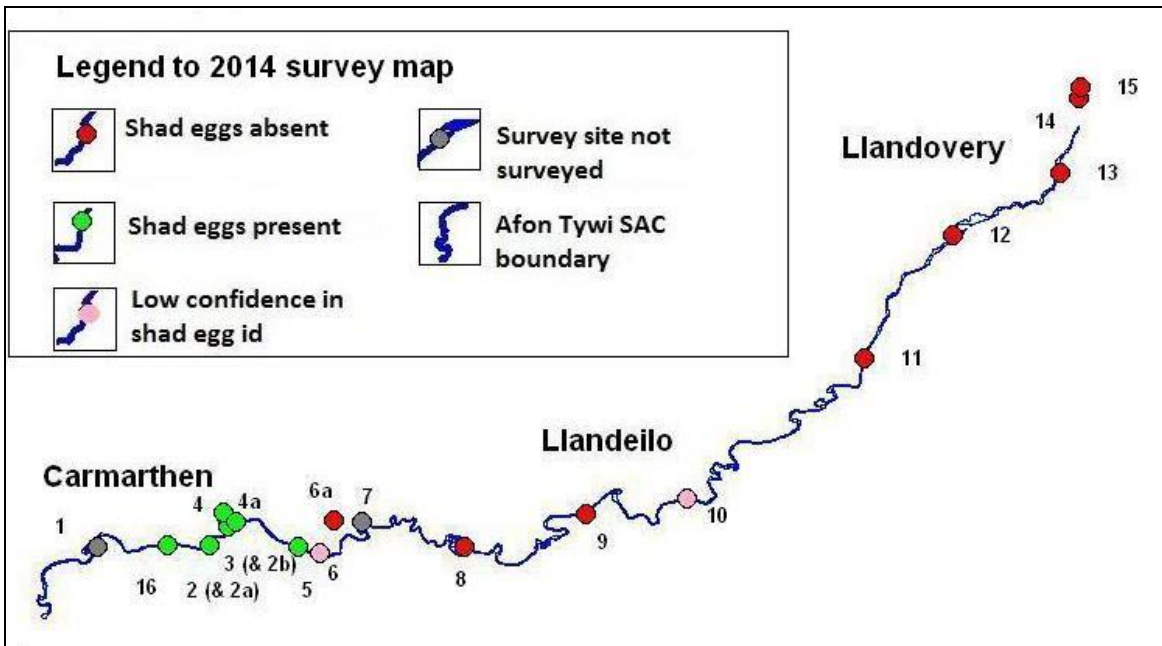 Legend to 2014 survey map
Shad eggs absent
Shad eggs present
Low confidence in
shad egg id
Survey site not
surveyed
Afon Tywi SAC
boundary
15
14
Llandovery
13
12
11
Llandeilo
10
9
Carmarthen
1
4
4a
6a
7
16
2 (& 2a)
3 (& 2b)
5
6
8